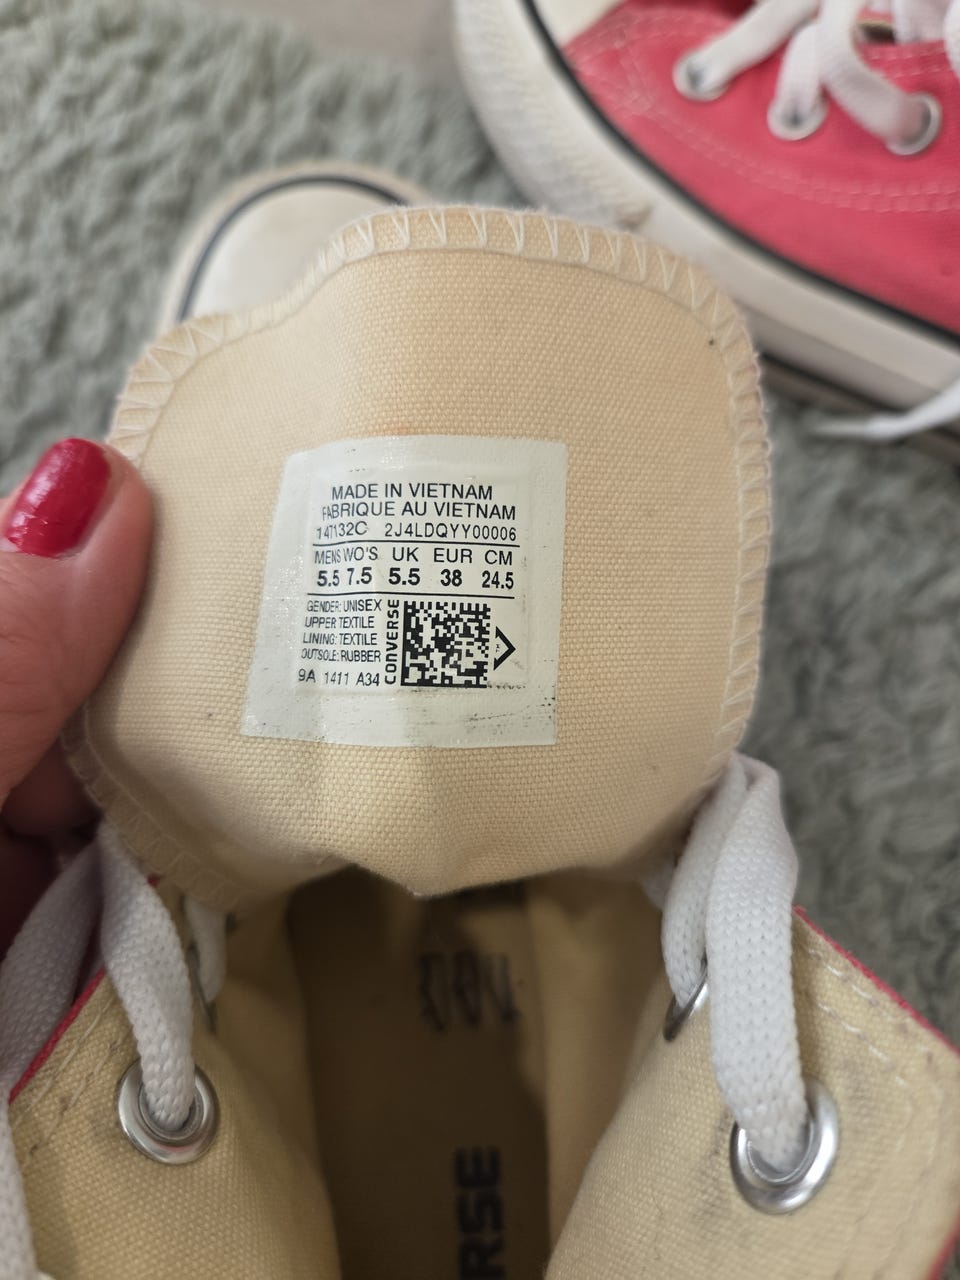 MADE IN VIETNAM
FABRIQUE AU VIETNAM
147132C 2J4LDQYY00006
MENS WO'S UK EUR CM
5.5 7.5 5.5 38 24.5
GENDER: UNISEX
UPPER TEXTILE
LINING: TEXTILE
OUTSOLE: RUBBER
9A 1411 A34
CONVERSE
RSE